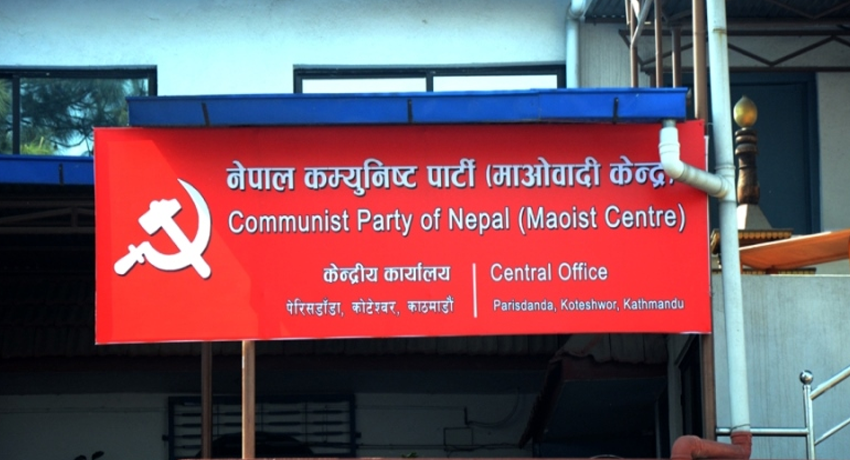 नेपाल कम्युनिष्ट पार्टी (माओवादी केन्द्र)
Communist Party of Nepal (Maoist Centre)
केन्द्रीय कार्यालय
पेरिसडाँडा, कोटेश्वर, काठमाडौं
Central Office
Parisdanda, Koteshwor, Kathmandu